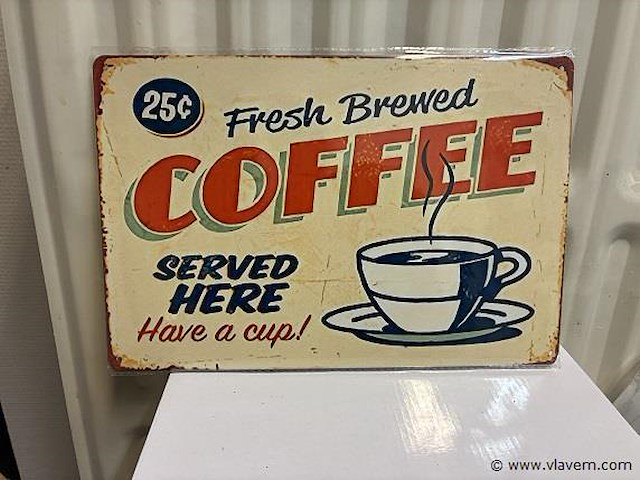 25¢
Fresh Brewed
COFFEE
SERVED
HERE
Have a cup!
© www.vlavem.com